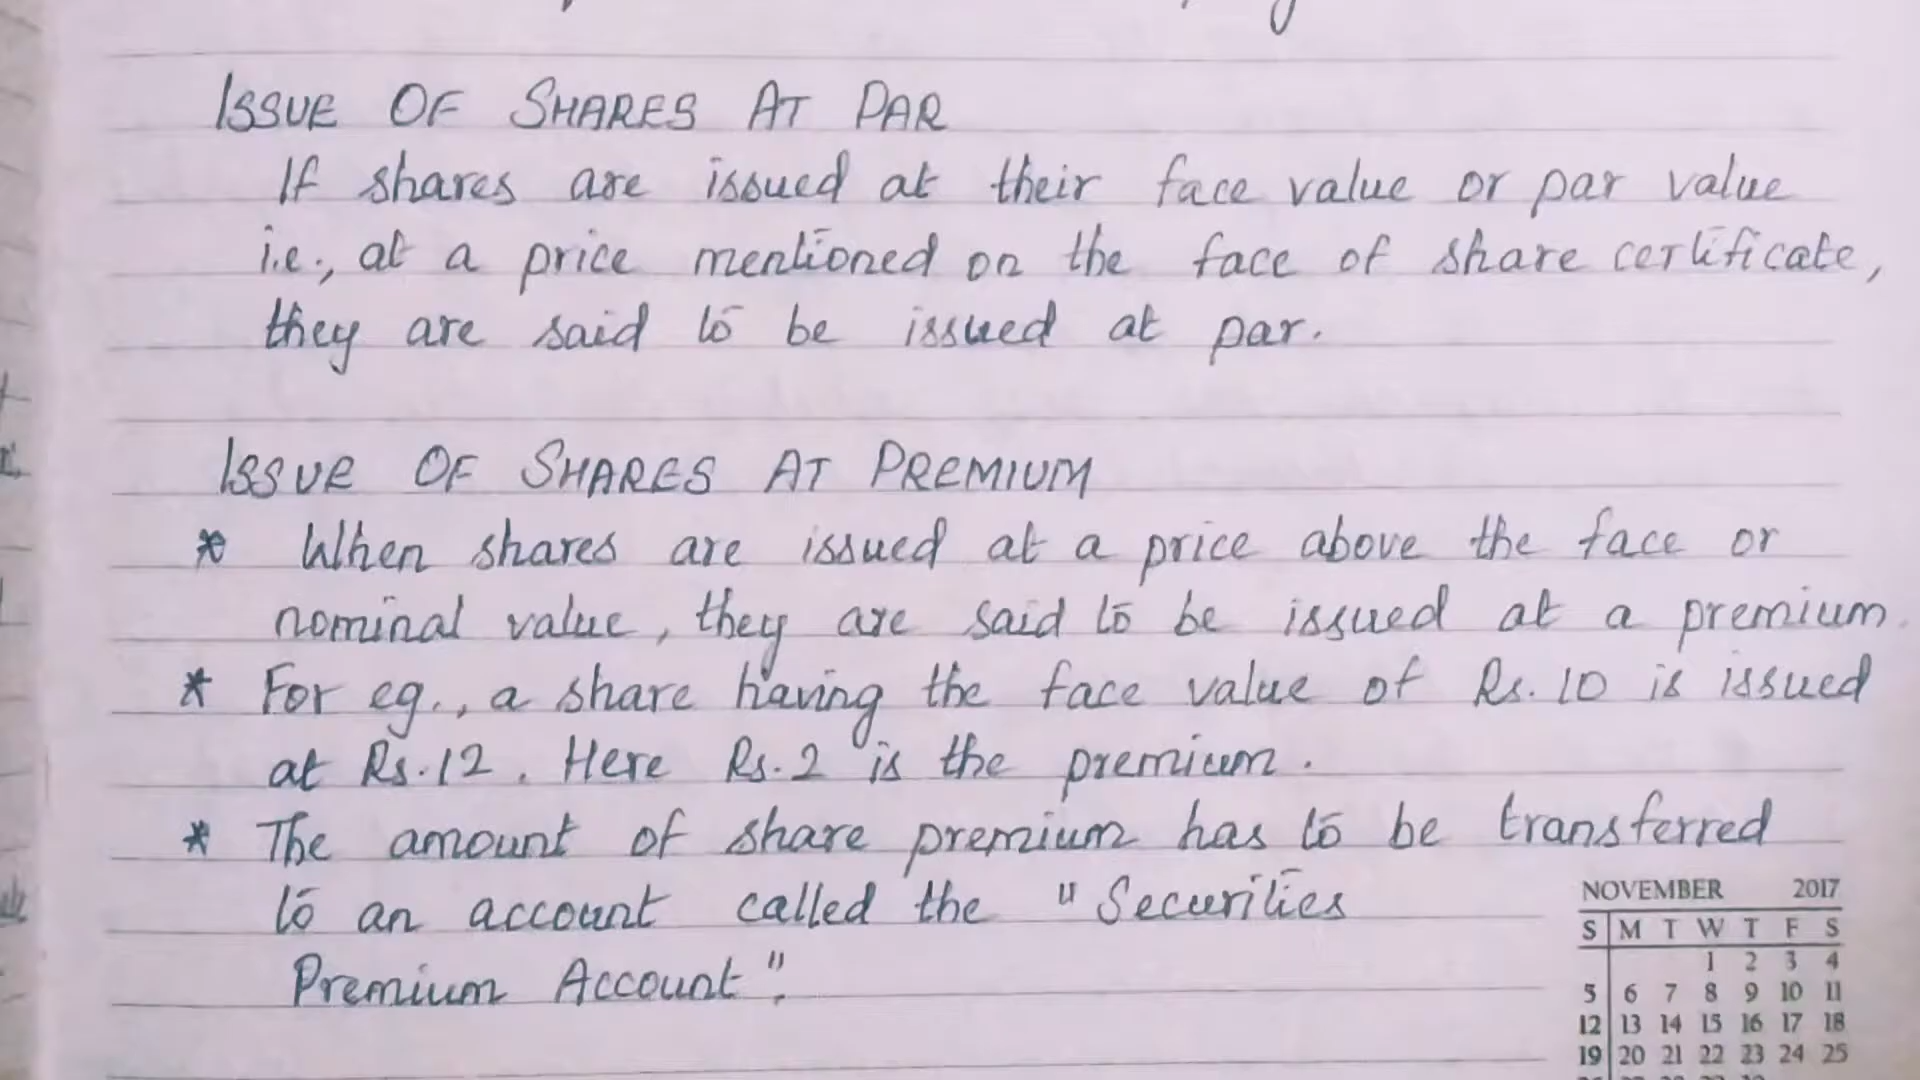 ISSUE OF SHARES AT PAR
If shares are issued at their face value or par value
i.e., at a price mentioned on the face of share certificate,
they are said to be issued at par.
ISSUE OF SHARES AT PREMIUM
* When shares are issued at a price above the face or
nominal value, they are said to be issued at a premium.
* For eg., a share having the face value of Rs. 10 is issued
at Rs. 12. Here Rs. 2 is the premium.
* The amount of share premium has to be transferred
to an account called the "Securities
Premium Account".
NOVEMBER 2017
S M T W T F S
1 2 3 4
5 6 7 8 9 10 11
12 13 14 15 16 17 18
19 20 21 22 23 24 25